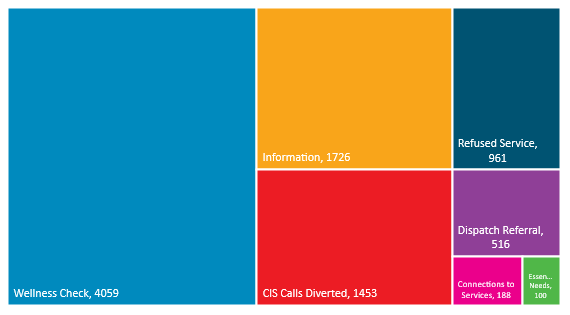 Wellness Check, 4059
Information, 1726
CIS Calls Diverted, 1453
Refused Service,
961
Dispatch Referral,
516
Connections to
Services, 188
Essen...
Needs,
100